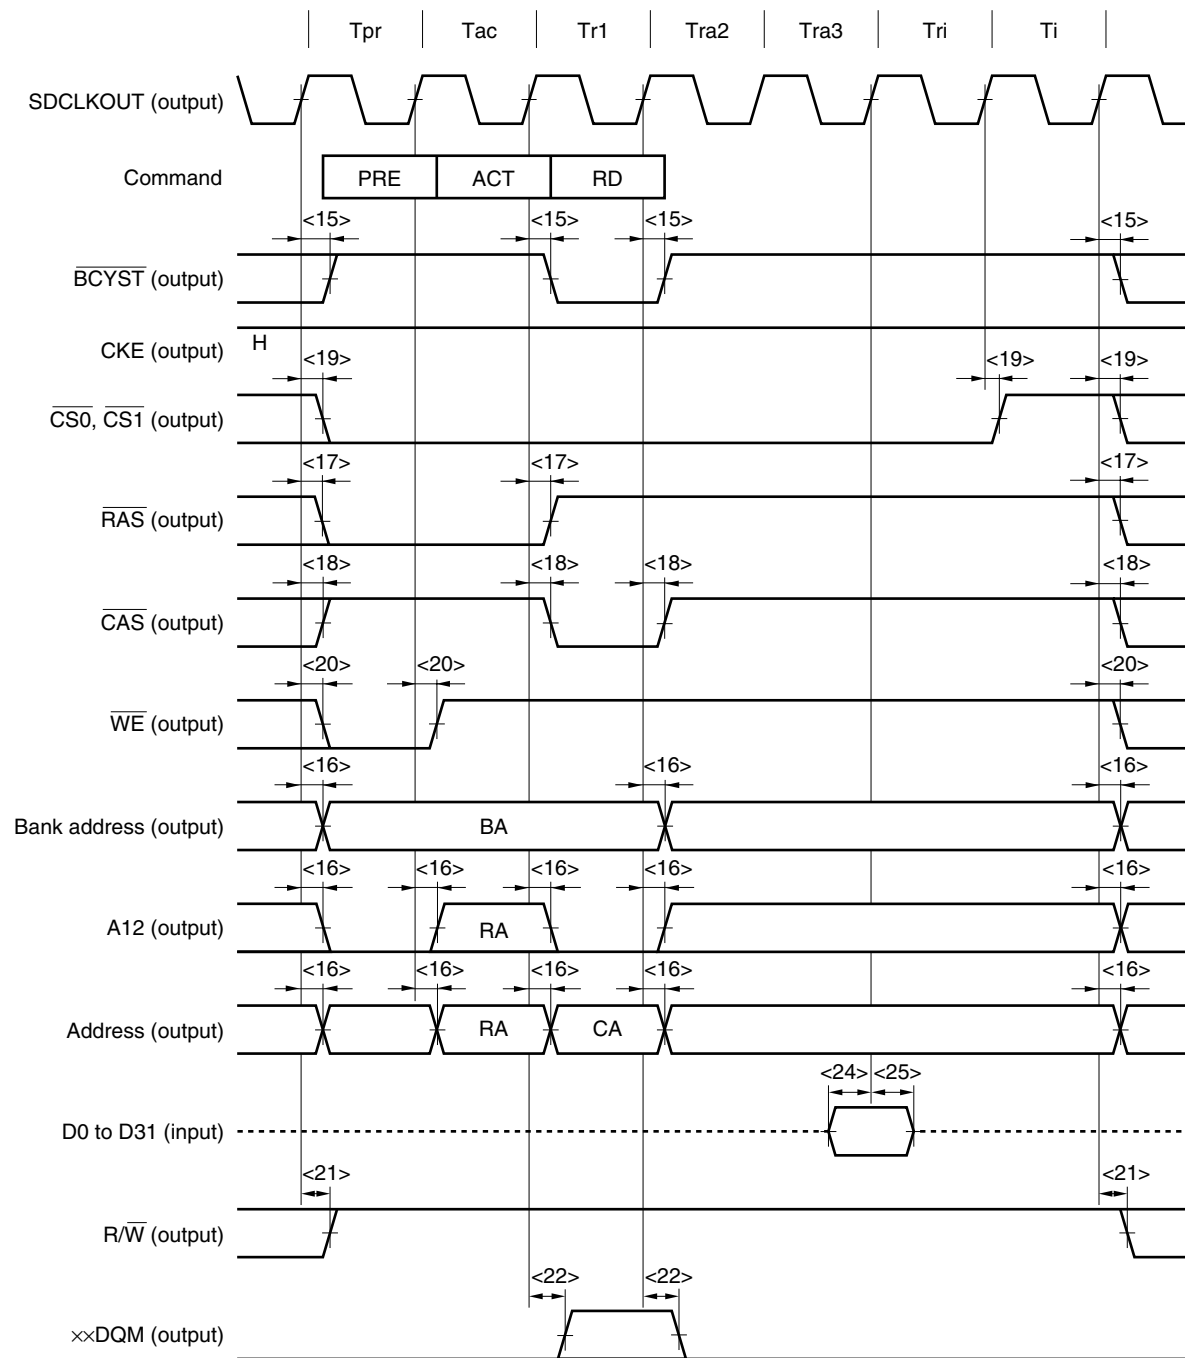 Tpr Tac Tr1 Tra2 Tra3 Tri Ti
SDCLKOUT (output)
Command PRE ACT RD
<15> <15> <15> <15>
BCYST (output)
CKE (output) H
<19> <19> <19>
CS0, CS1 (output)
<17> <17> <17>
RAS (output)
<18> <18> <18> <18>
CAS (output)
<20> <20> <20>
WE (output)
<16> <16> <16>
Bank address (output) BA
<16> <16> <16> <16> <16>
A12 (output) RA
<16> <16> <16> <16> <16>
Address (output) RA CA
<24> <25>
D0 to D31 (input)
<21> <21>
R/W (output)
<22> <22>
××DQM (output)